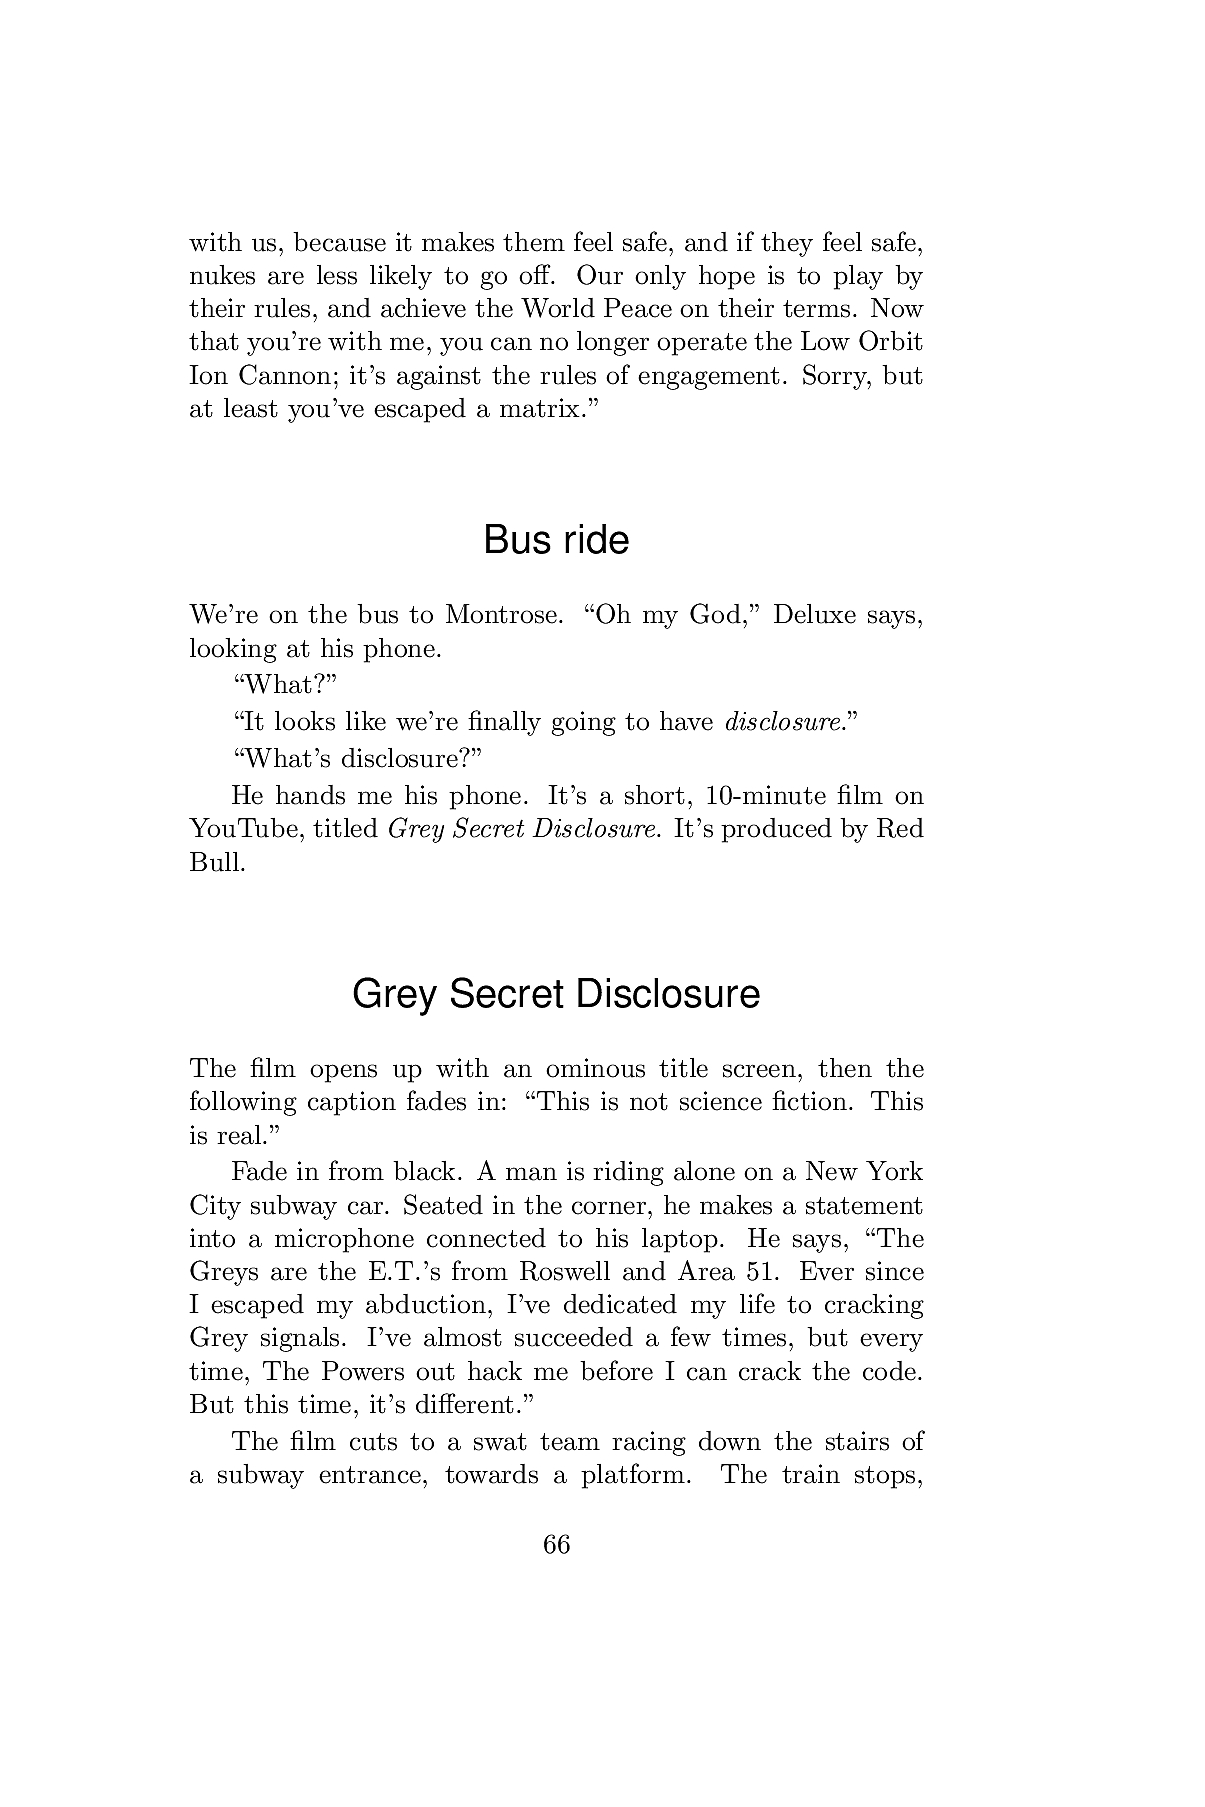 with us, because it makes them feel safe, and if they feel safe,
nukes are less likely to go off. Our only hope is to play by
their rules, and achieve the World Peace on their terms. Now
that you’re with me, you can no longer operate the Low Orbit
Ion Cannon; it’s against the rules of engagement. Sorry, but
at least you’ve escaped a matrix.”
Bus ride
We’re on the bus to Montrose. “Oh my God,” Deluxe says,
looking at his phone.
“What?”
“It looks like we’re finally going to have disclosure.”
“What’s disclosure?”
He hands me his phone. It’s a short, 10-minute film on
YouTube, titled Grey Secret Disclosure. It’s produced by Red
Bull.
Grey Secret Disclosure
The film opens up with an ominous title screen, then the
following caption fades in: “This is not science fiction. This
is real.”
Fade in from black. A man is riding alone on a New York
City subway car. Seated in the corner, he makes a statement
into a microphone connected to his laptop. He says, “The
Greys are the E.T.’s from Roswell and Area 51. Ever since
I escaped my abduction, I’ve dedicated my life to cracking
Grey signals. I’ve almost succeeded a few times, but every
time, The Powers out hack me before I can crack the code.
But this time, it’s different.”
The film cuts to a swat team racing down the stairs of
a subway entrance, towards a platform. The train stops,
66